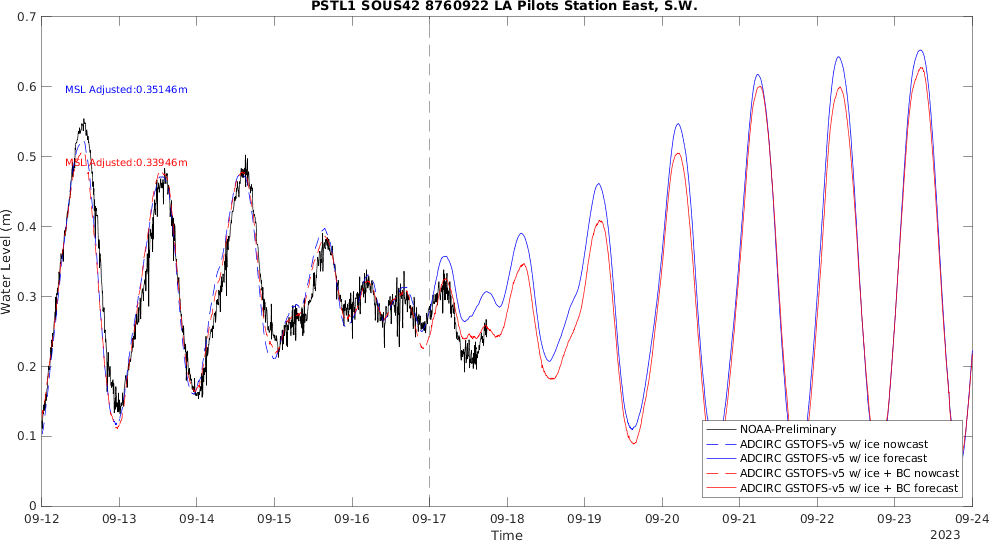 PSTL1 SOUS42 8760922 LA Pilots Station East, S.W.
0.7
0.6
0.5
0.4
0.3
0.2
0.1
0
Water Level (m)
MSL Adjusted:0.35146m
MSL Adjusted:0.33946m
NOAA-Preliminary
ADCIRC GSTOFS-v5 w/ ice nowcast
ADCIRC GSTOFS-v5 w/ ice forecast
ADCIRC GSTOFS-v5 w/ ice + BC nowcast
ADCIRC GSTOFS-v5 w/ ice + BC forecast
09-12 09-13 09-14 09-15 09-16 09-17 09-18 09-19 09-20 09-21 09-22 09-23 09-24
Time
2023